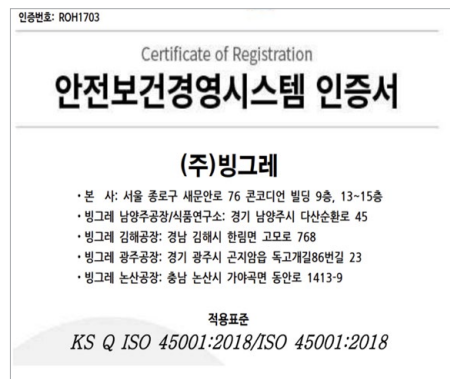 인증번호: ROH1703
Certificate of Registration
안전보건경영시스템 인증서
(주)빙그레
· 본 사: 서울 종로구 새문안로 76 콘코디언 빌딩 9층, 13~15층
· 빙그레 남양주공장/식품연구소: 경기 남양주시 다산순환로 45
· 빙그레 김해공장: 경남 김해시 한림면 고모로 768
· 빙그레 광주공장: 경기 광주시 곤지암읍 독고개길86번길 23
· 빙그레 논산공장: 충남 논산시 가야곡면 동안로 1413-9
적용표준
KS Q ISO 45001:2018/ISO 45001:2018